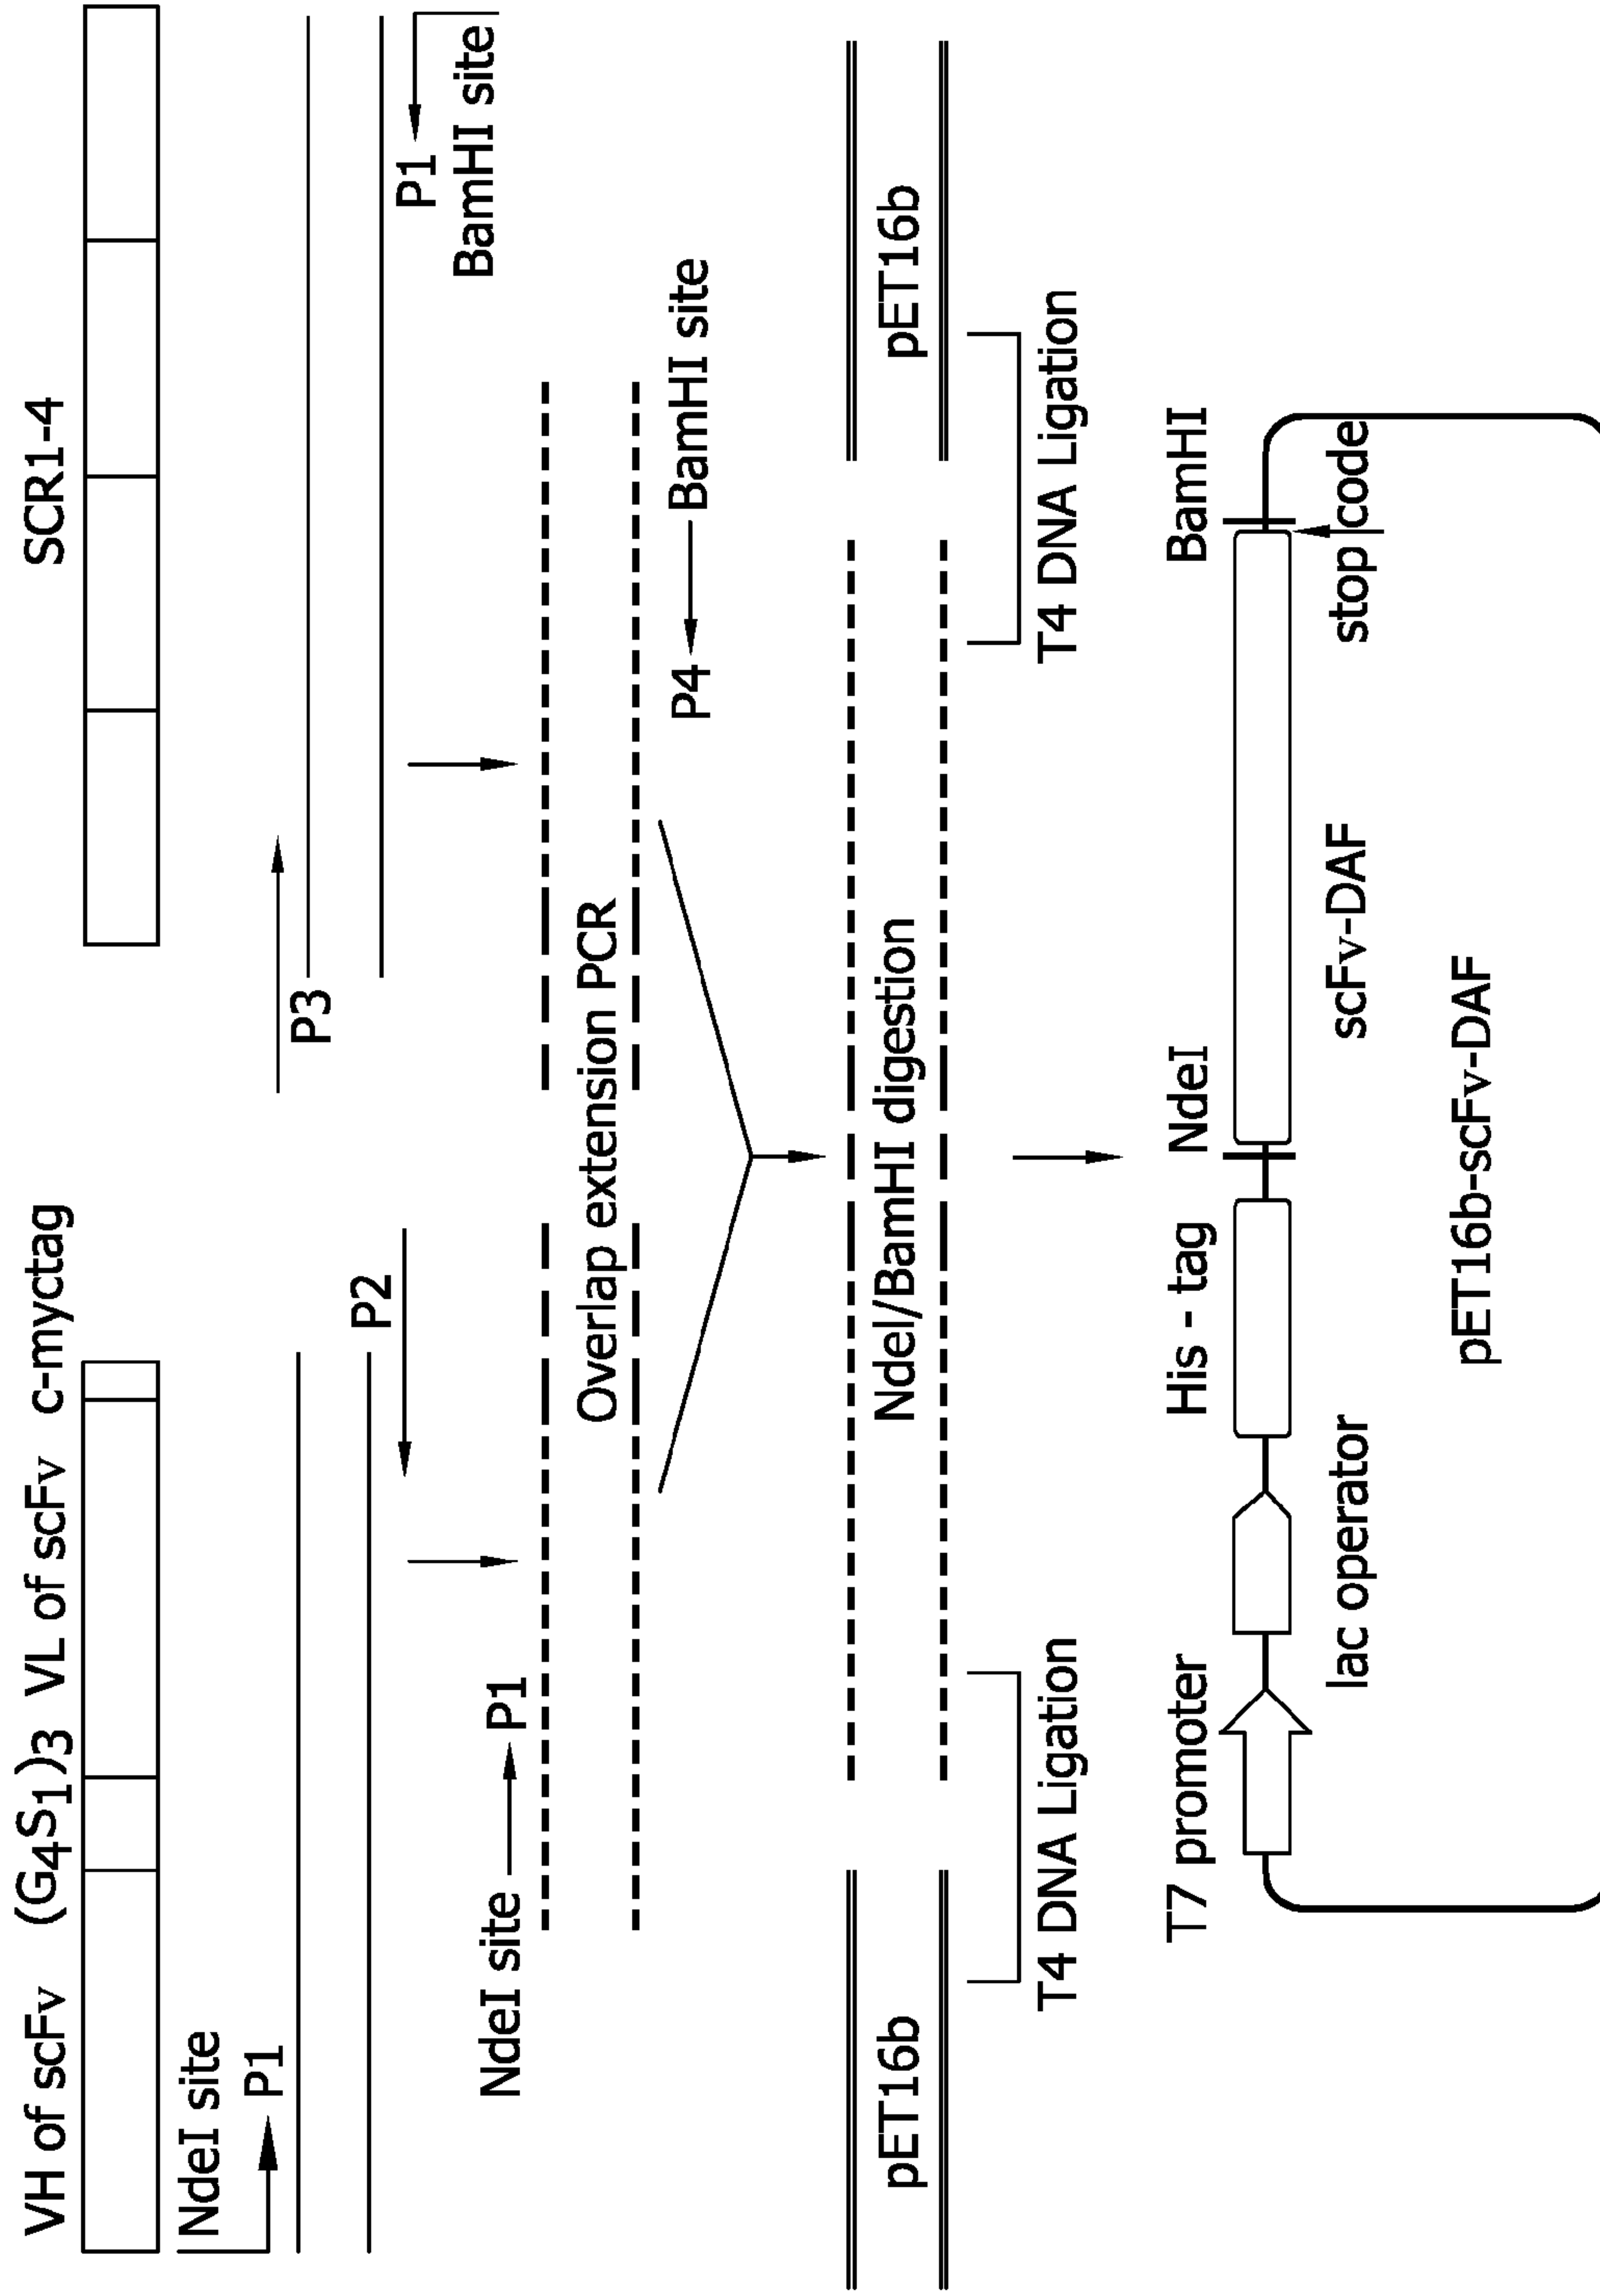 VH of scFv (G4S1)3 VL of scFv c-myctag
SCR1-4
NdeI site
P1
P2
P3
P1
BamHI site
NdeI site
P1
Overlap extension PCR
P4
BamHI site
pET16b
NdeI/BamHI digestion
pET16b
T4 DNA Ligation
T4 DNA Ligation
T7 promoter
His - tag
NdeI
BamHI
lac operator
scFv-DAF
stop code
pET16b-scFv-DAF